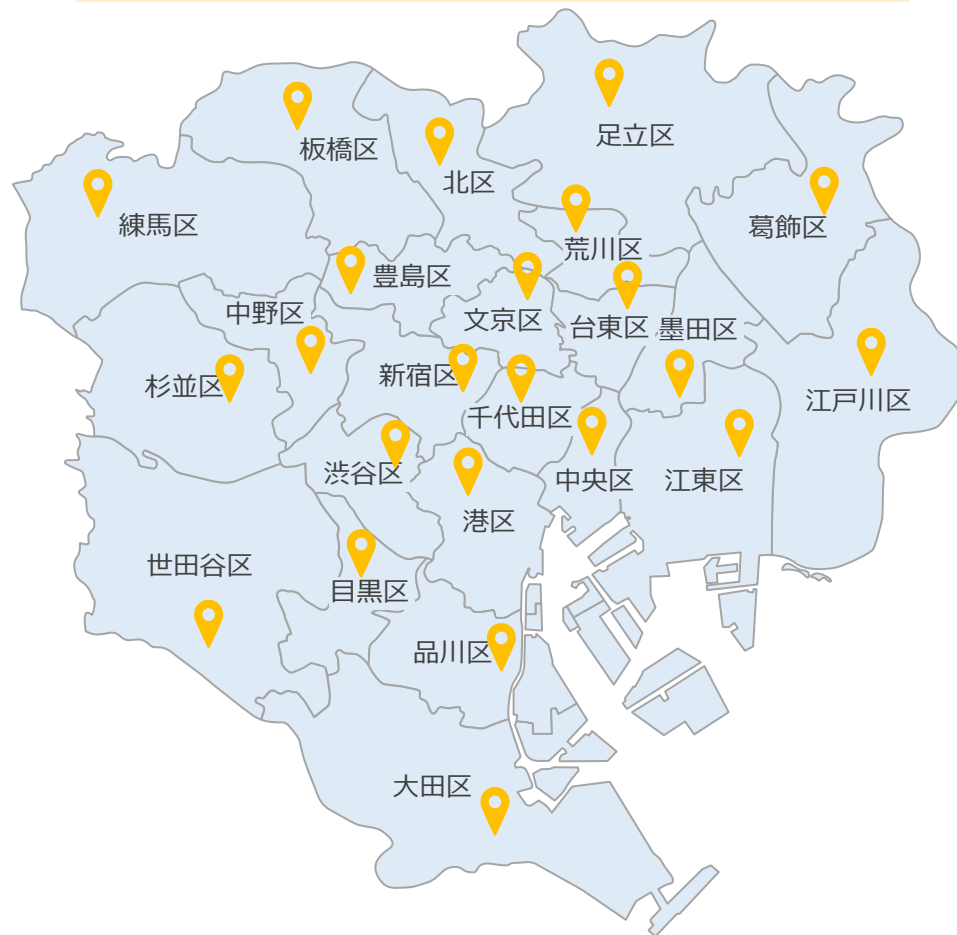 足立区
板橋区
北区
練馬区
葛飾区
荒川区
豊島区
中野区
文京区
台東区
墨田区
杉並区
新宿区
千代田区
江戸川区
渋谷区
中央区
江東区
港区
世田谷区
目黒区
品川区
大田区